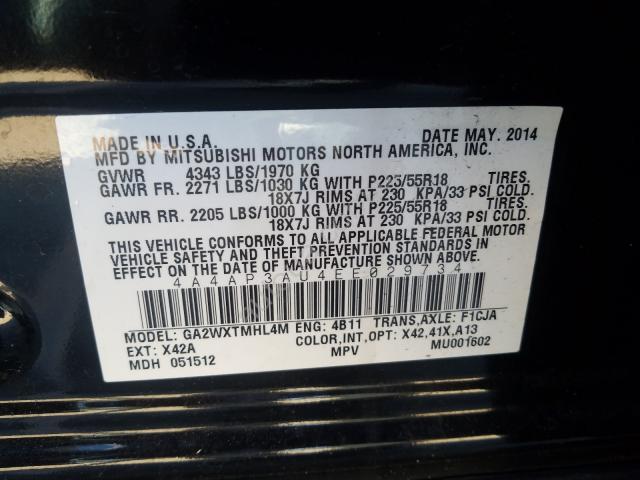 MADE IN U.S.A. DATE MAY. 2014
MFD BY MITSUBISHI MOTORS NORTH AMERICA, INC.
GVWR 4343 LBS/1970 KG
GAWR FR. 2271 LBS/1030 KG WITH P225/55R18 TIRES.
18X7J RIMS AT 230 KPA/33 PSI COLD.
GAWR RR. 2205 LBS/1000 KG WITH P225/55R18 TIRES.
18X7J RIMS AT 230 KPA/33 PSI COLD.
THIS VEHICLE CONFORMS TO ALL APPLICABLE FEDERAL MOTOR
VEHICLE SAFETY AND THEFT PREVENTION STANDARDS IN
EFFECT ON THE DATE OF MANUFACTURE SHOWN ABOVE.
4A4AP3AU4EE029734
MODEL: GA2WXTMHL4M ENG: 4B11 TRANS,AXLE: F1CJA
EXT: X42A COLOR,INT,OPT: X42,41X,A13
MDH 051512 MPV MU001602